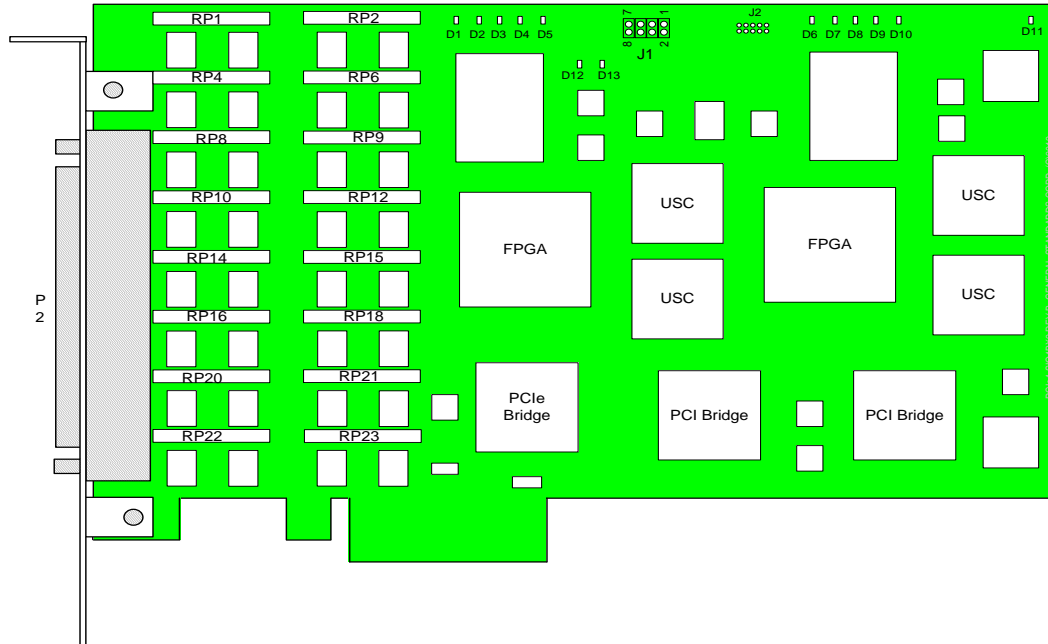 RP1 RP2
D1 D2 D3 D4 D5
7 1
8 2
J1
J2
D6 D7 D8 D9 D10
D11
D12 D13
RP4 RP6
RP8 RP9
RP10 RP12
RP14 RP15
RP16 RP18
RP20 RP21
RP22 RP23
P
2
FPGA
USC
USC
FPGA
USC
USC
PCIe
Bridge
PCI Bridge
PCI Bridge